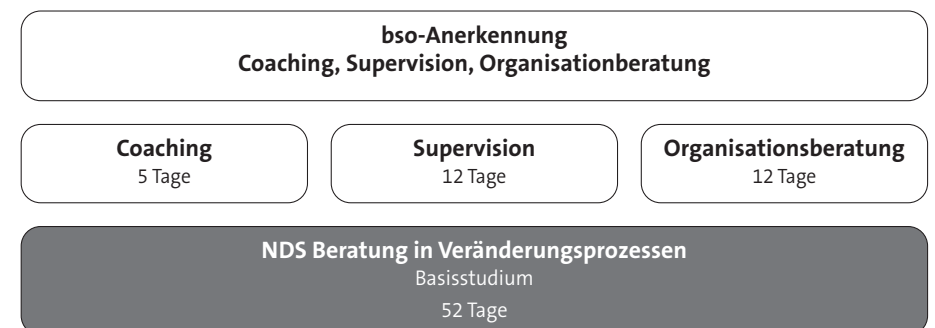 bso-Anerkennung
Coaching, Supervision, Organisationberatung
Coaching
5 Tage
Supervision
12 Tage
Organisationsberatung
12 Tage
NDS Beratung in Veränderungsprozessen
Basisstudium
52 Tage